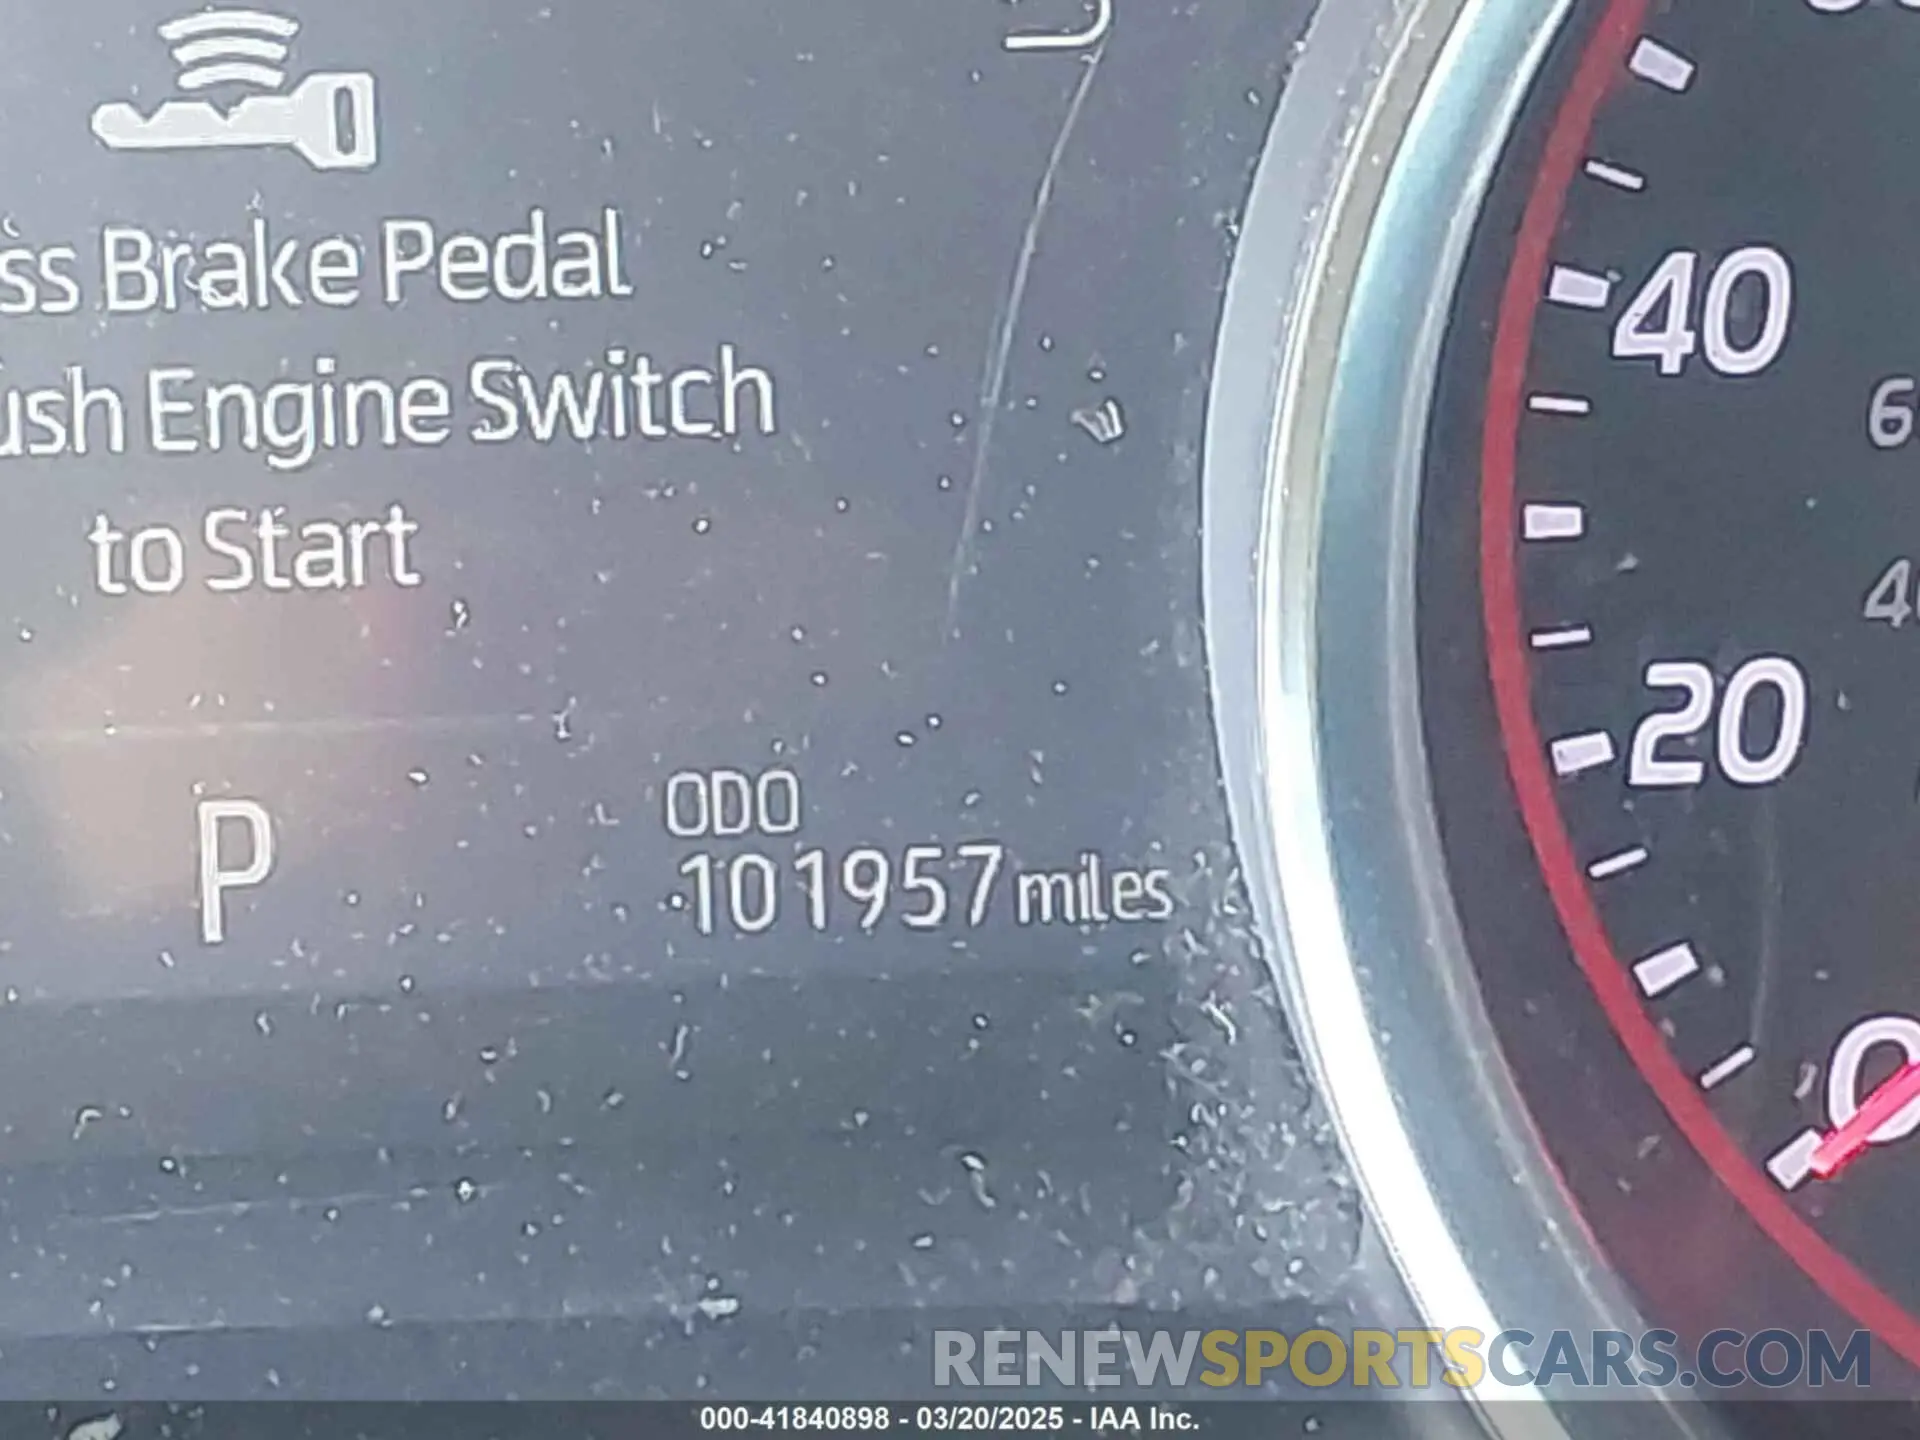 ss Brake Pedal
ush Engine Switch
to Start
P
ODO
101957 miles
40
20
0
RENEWSPORTSCARS.COM
000-41840898 - 03/20/2025 - IAA Inc.